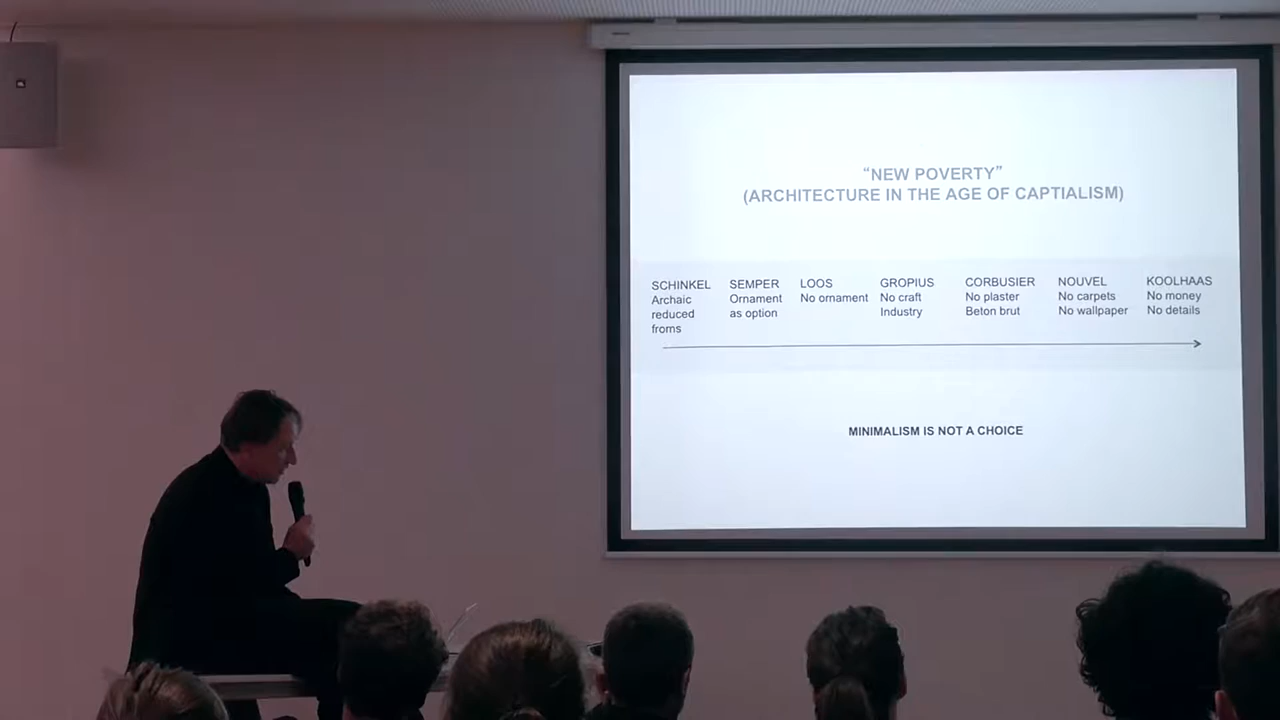 “NEW POVERTY”
(ARCHITECTURE IN THE AGE OF CAPTIALISM)
SCHINKEL
Archaic
reduced
froms
SEMPER
Ornament
as option
LOOS
No ornament
GROPIUS
No craft
Industry
CORBUSIER
No plaster
Beton brut
NOUVEL
No carpets
No wallpaper
KOOLHAAS
No money
No details
MINIMALISM IS NOT A CHOICE